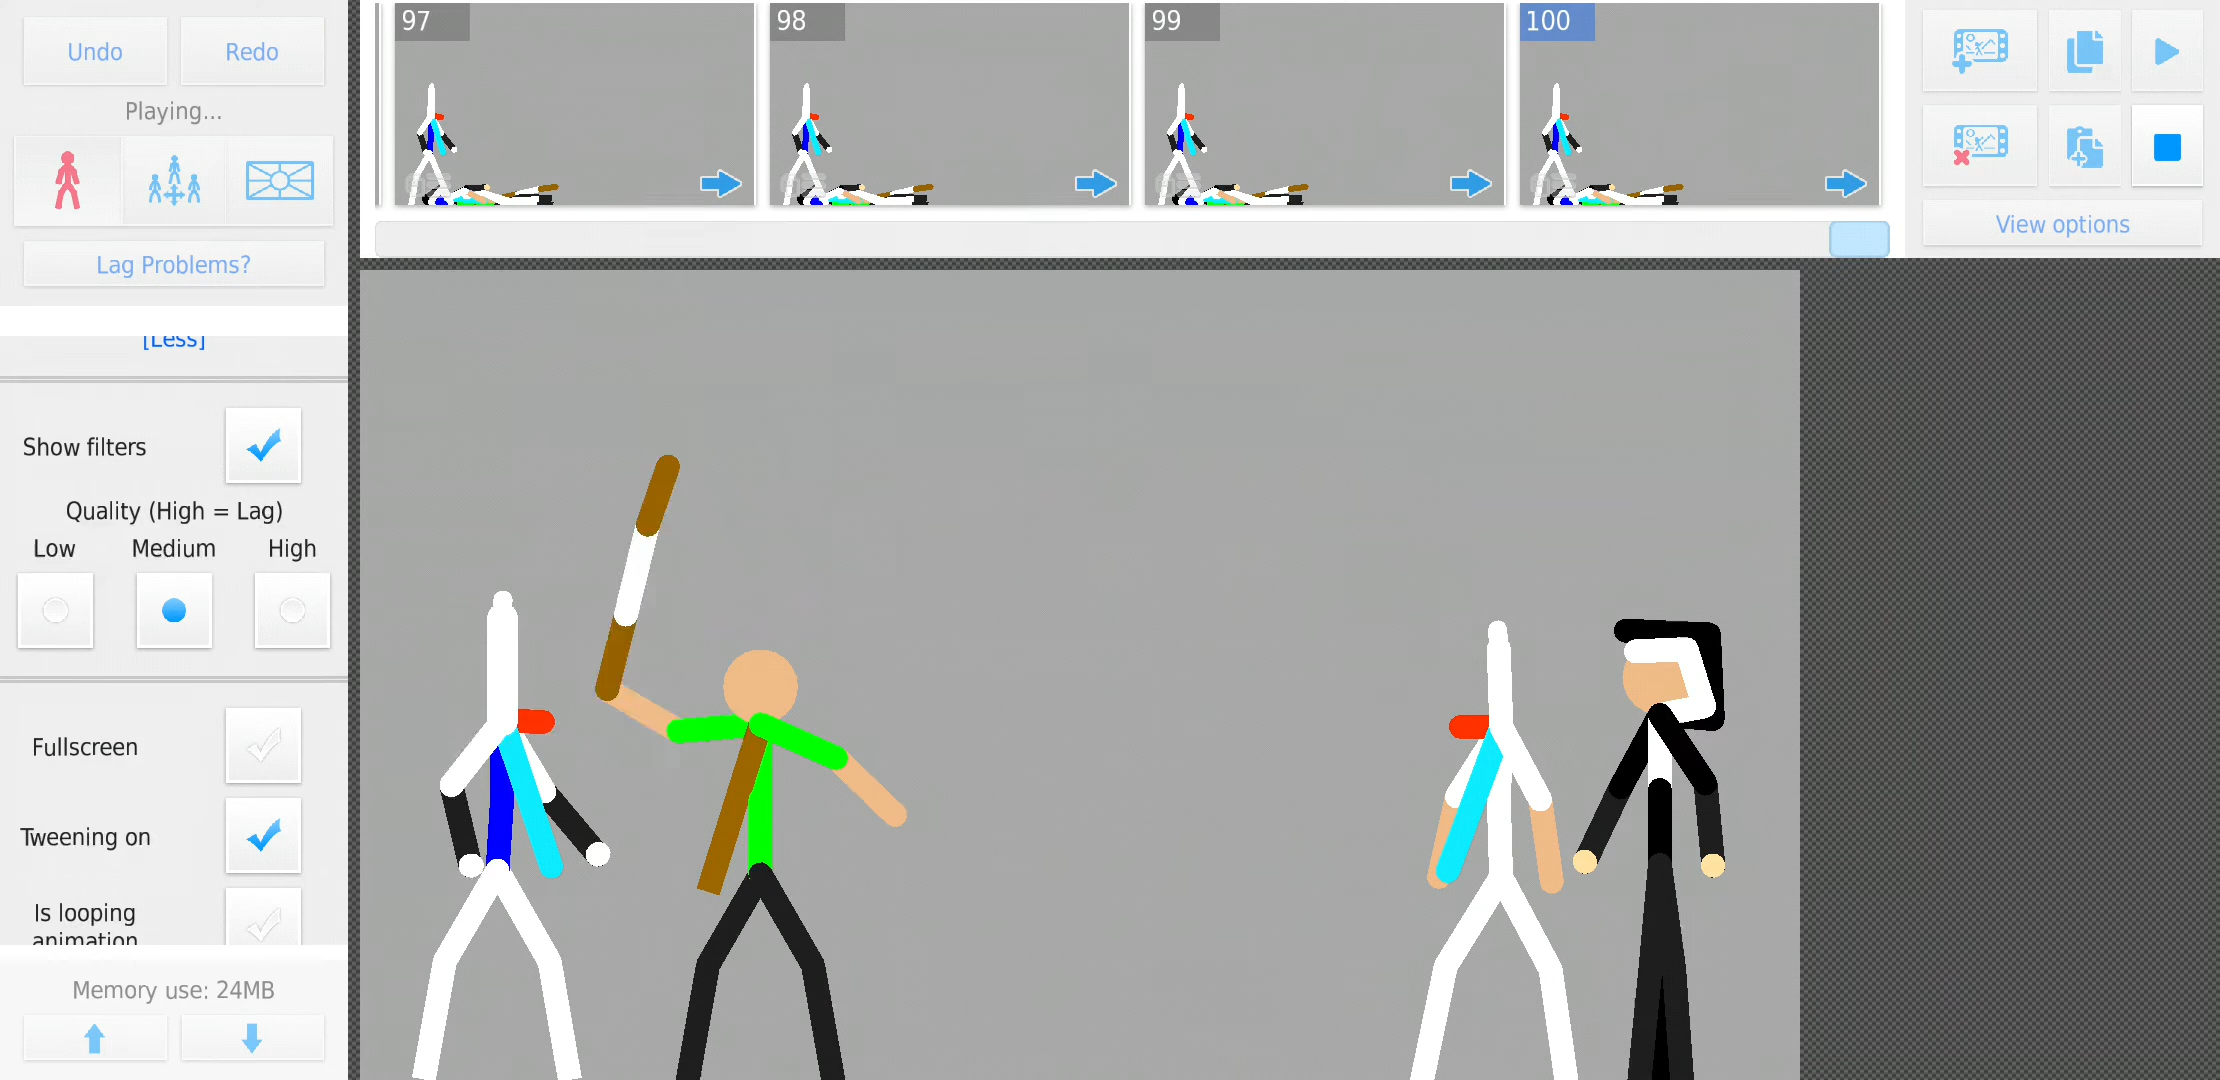 Undo
Redo
Playing...
Lag Problems?
97
98
99
100
View options
[Less]
Show filters
Quality (High = Lag)
Low
Medium
High
Fullscreen
Tweening on
Is looping
animation
Memory use: 24MB